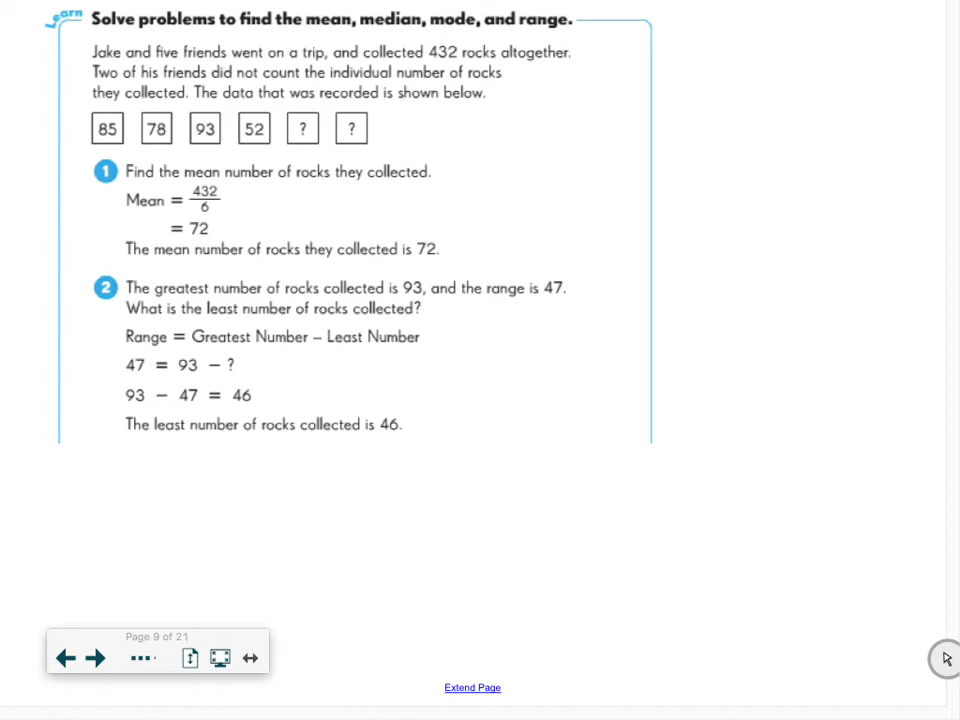 Learn Solve problems to find the mean, median, mode, and range.
Jake and five friends went on a trip, and collected 432 rocks altogether.
Two of his friends did not count the individual number of rocks
they collected. The data that was recorded is shown below.
85 78 93 52 ? ?
1 Find the mean number of rocks they collected.
Mean = 432/6
= 72
The mean number of rocks they collected is 72.
2 The greatest number of rocks collected is 93, and the range is 47.
What is the least number of rocks collected?
Range = Greatest Number – Least Number
47 = 93 – ?
93 – 47 = 46
The least number of rocks collected is 46.
Page 9 of 21
Extend Page